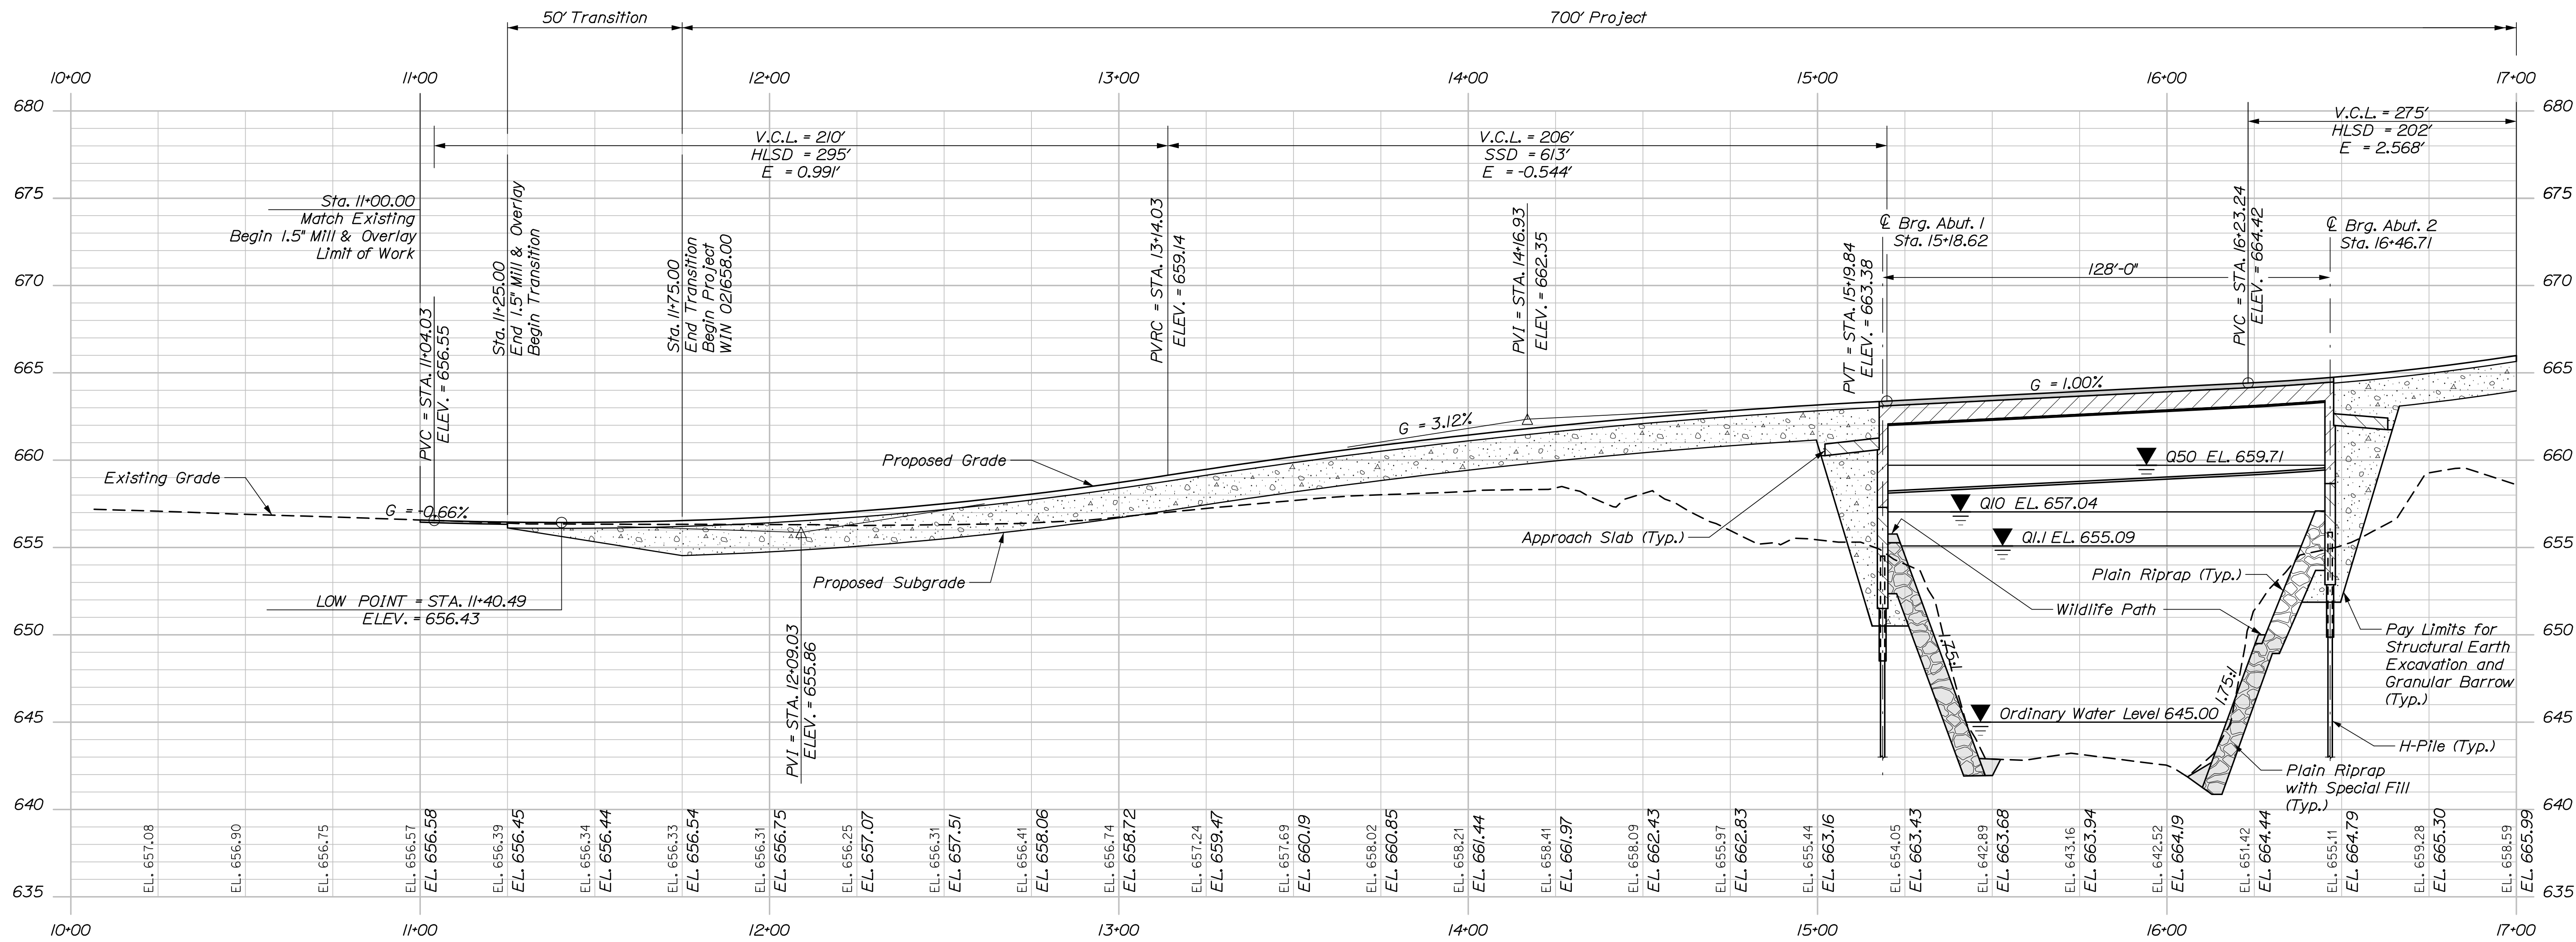 50' Transition
700' Project
10+00
11+00
12+00
13+00
14+00
15+00
16+00
17+00
680
680
V.C.L. = 210'
HLSD = 295'
E = 0.991'
V.C.L. = 206'
SSD = 613'
E = -0.544'
V.C.L. = 275'
HLSD = 202'
E = 2.568'
675
675
Sta. 11+00.00
Match Existing
Begin 1.5" Mill & Overlay
Limit of Work
PVC = STA. 11+04.03
ELEV. = 656.55
Sta. 11+25.00
End 1.5" Mill & Overlay
Begin Transition
Sta. 11+75.00
End Transition
Begin Project
WIN 021658.00
PVRC = STA. 13+14.03
ELEV. = 659.14
PVI = STA. 14+16.93
ELEV. = 662.35
PVT = STA. 15+19.84
ELEV. = 663.38
℄ Brg. Abut. 1
Sta. 15+18.62
PVC = STA. 16+23.24
ELEV. = 664.42
℄ Brg. Abut. 2
Sta. 16+46.71
128'-0"
670
670
665
665
G = 1.00%
G = 3.12%
660
660
Proposed Grade
Existing Grade
G = -0.66%
Q50 EL. 659.71
Q10 EL. 657.04
Q1.1 EL. 655.09
Approach Slab (Typ.)
655
655
Proposed Subgrade
Plain Riprap (Typ.)
LOW POINT = STA. 11+40.49
ELEV. = 656.43
Wildlife Path
650
650
PVI = STA. 12+09.03
ELEV. = 655.86
1.75:1
1.75:1
Pay Limits for
Structural Earth
Excavation and
Granular Barrow
(Typ.)
645
645
Ordinary Water Level 645.00
H-Pile (Typ.)
Plain Riprap
with Special Fill
(Typ.)
640
640
EL. 657.08
EL. 656.90
EL. 656.75
EL. 656.57
EL. 656.58
EL. 656.39
EL. 656.45
EL. 656.34
EL. 656.44
EL. 656.33
EL. 656.54
EL. 656.31
EL. 656.75
EL. 656.25
EL. 657.07
EL. 656.31
EL. 657.51
EL. 656.41
EL. 658.06
EL. 656.74
EL. 658.72
EL. 657.24
EL. 659.47
EL. 657.69
EL. 660.19
EL. 658.02
EL. 660.85
EL. 658.21
EL. 661.44
EL. 658.41
EL. 661.97
EL. 658.09
EL. 662.43
EL. 655.97
EL. 662.83
EL. 655.44
EL. 663.16
EL. 654.05
EL. 663.43
EL. 642.89
EL. 663.68
EL. 643.16
EL. 663.94
EL. 642.52
EL. 664.19
EL. 651.42
EL. 664.44
EL. 655.11
EL. 664.79
EL. 659.28
EL. 665.30
EL. 658.59
EL. 665.99
635
635
10+00
11+00
12+00
13+00
14+00
15+00
16+00
17+00